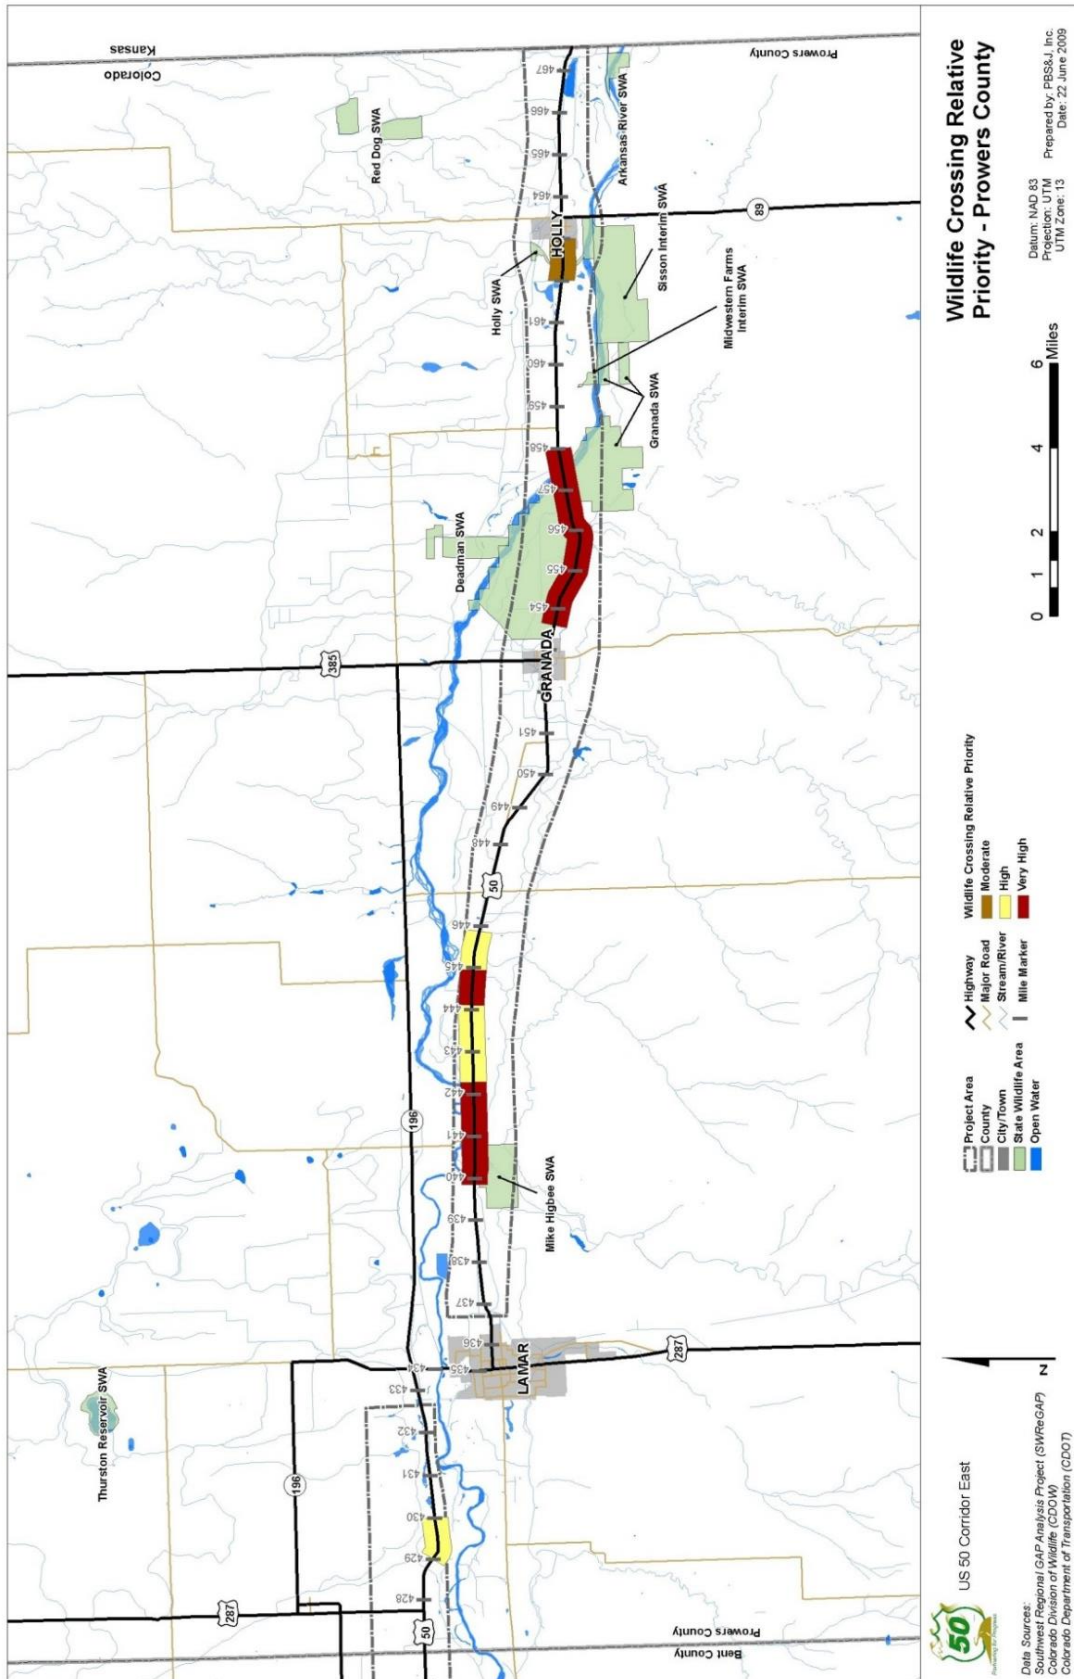 Kansas
Colorado
Prowers County
Red Dog SWA
Arkansas River SWA
467
466
465
464
HOLLY
89
Holly SWA
Sisson Interim SWA
Midwestern Farms
Interim SWA
461
460
459
Granada SWA
458
457
456
455
454
Deadman SWA
GRANADA
385
451
450
449
448
50
446
445
444
443
442
441
440
196
Mike Higbee SWA
439
438
437
436
435
434
433
LAMAR
287
Thurston Reservoir SWA
432
431
430
429
428
196
287
50
Prowers County
Bent County
Wildlife Crossing Relative
Priority - Prowers County
Datum: NAD 83
Projection: UTM
UTM Zone: 13
Prepared by: PBS&J, Inc.
Date: 22 June 2009
0 1 2 4 6
Miles
Project Area
County
City/Town
State Wildlife Area
Open Water
Highway
Major Road
Stream/River
Mile Marker
Wildlife Crossing Relative Priority
Moderate
High
Very High
N
50
US 50 Corridor East
Data Sources:
Southwest Regional GAP Analysis Project (SWReGAP)
Colorado Division of Wildlife (CDOW)
Colorado Department of Transportation (CDOT)